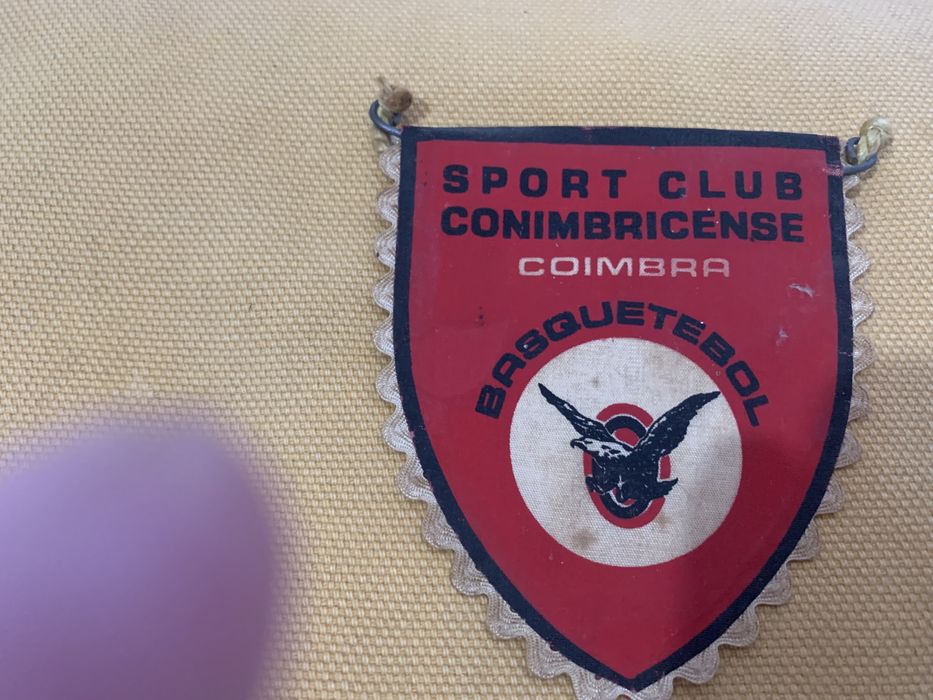 SPORT CLUB
CONIMBRICENSE
COIMBRA
BASQUETEBOL